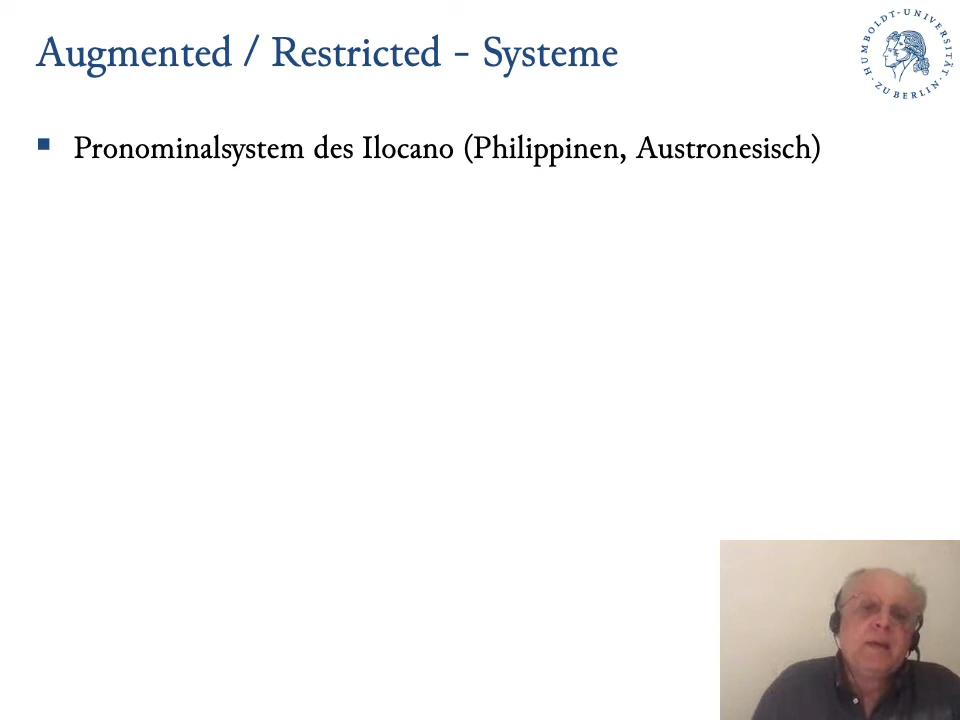 Augmented / Restricted - Systeme
HUMBOLDT-UNIVERSITÄT
ZU BERLIN
Pronominalsystem des Ilocano (Philippinen, Austronesisch)